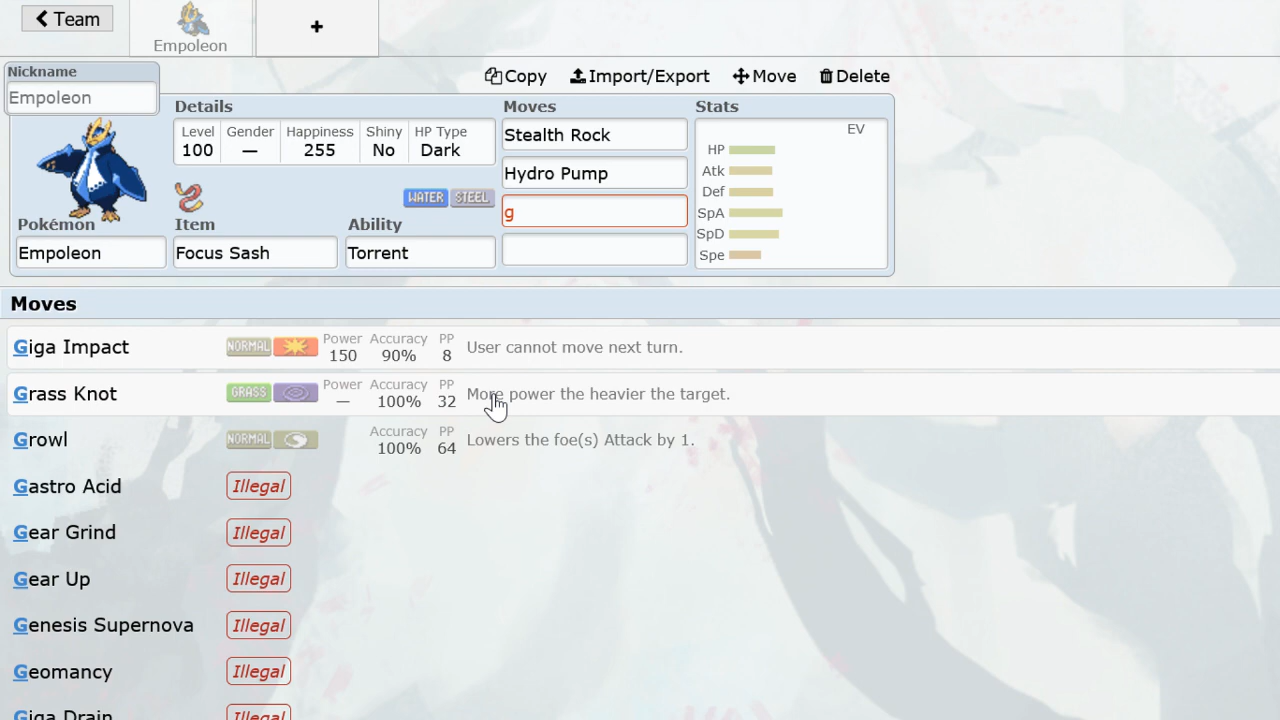 Team
Empoleon
+
Nickname
Empoleon
Copy Import/Export Move Delete
Details
Level Gender Happiness Shiny HP Type
100 — 255 No Dark
WATER STEEL
Pokémon Item Ability
Empoleon Focus Sash Torrent
Moves
Stealth Rock
Hydro Pump
g
Stats
EV
HP
Atk
Def
SpA
SpD
Spe
Moves
Giga Impact NORMAL Power 150 Accuracy 90% PP 8 User cannot move next turn.
Grass Knot GRASS Power — Accuracy 100% PP 32 More power the heavier the target.
Growl NORMAL Accuracy 100% PP 64 Lowers the foe(s) Attack by 1.
Gastro Acid Illegal
Gear Grind Illegal
Gear Up Illegal
Genesis Supernova Illegal
Geomancy Illegal
Giga Drain Illegal